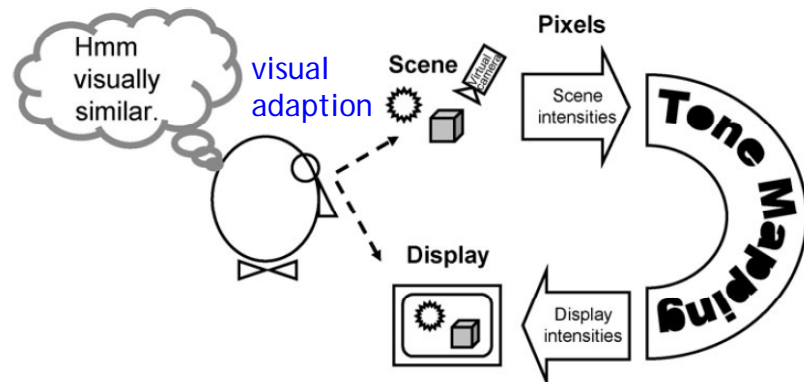 Hmm
visually
similar.
visual
adaption
Scene
Virtual
camera
Pixels
Scene
intensities
Tone Mapping
Display
Display
intensities